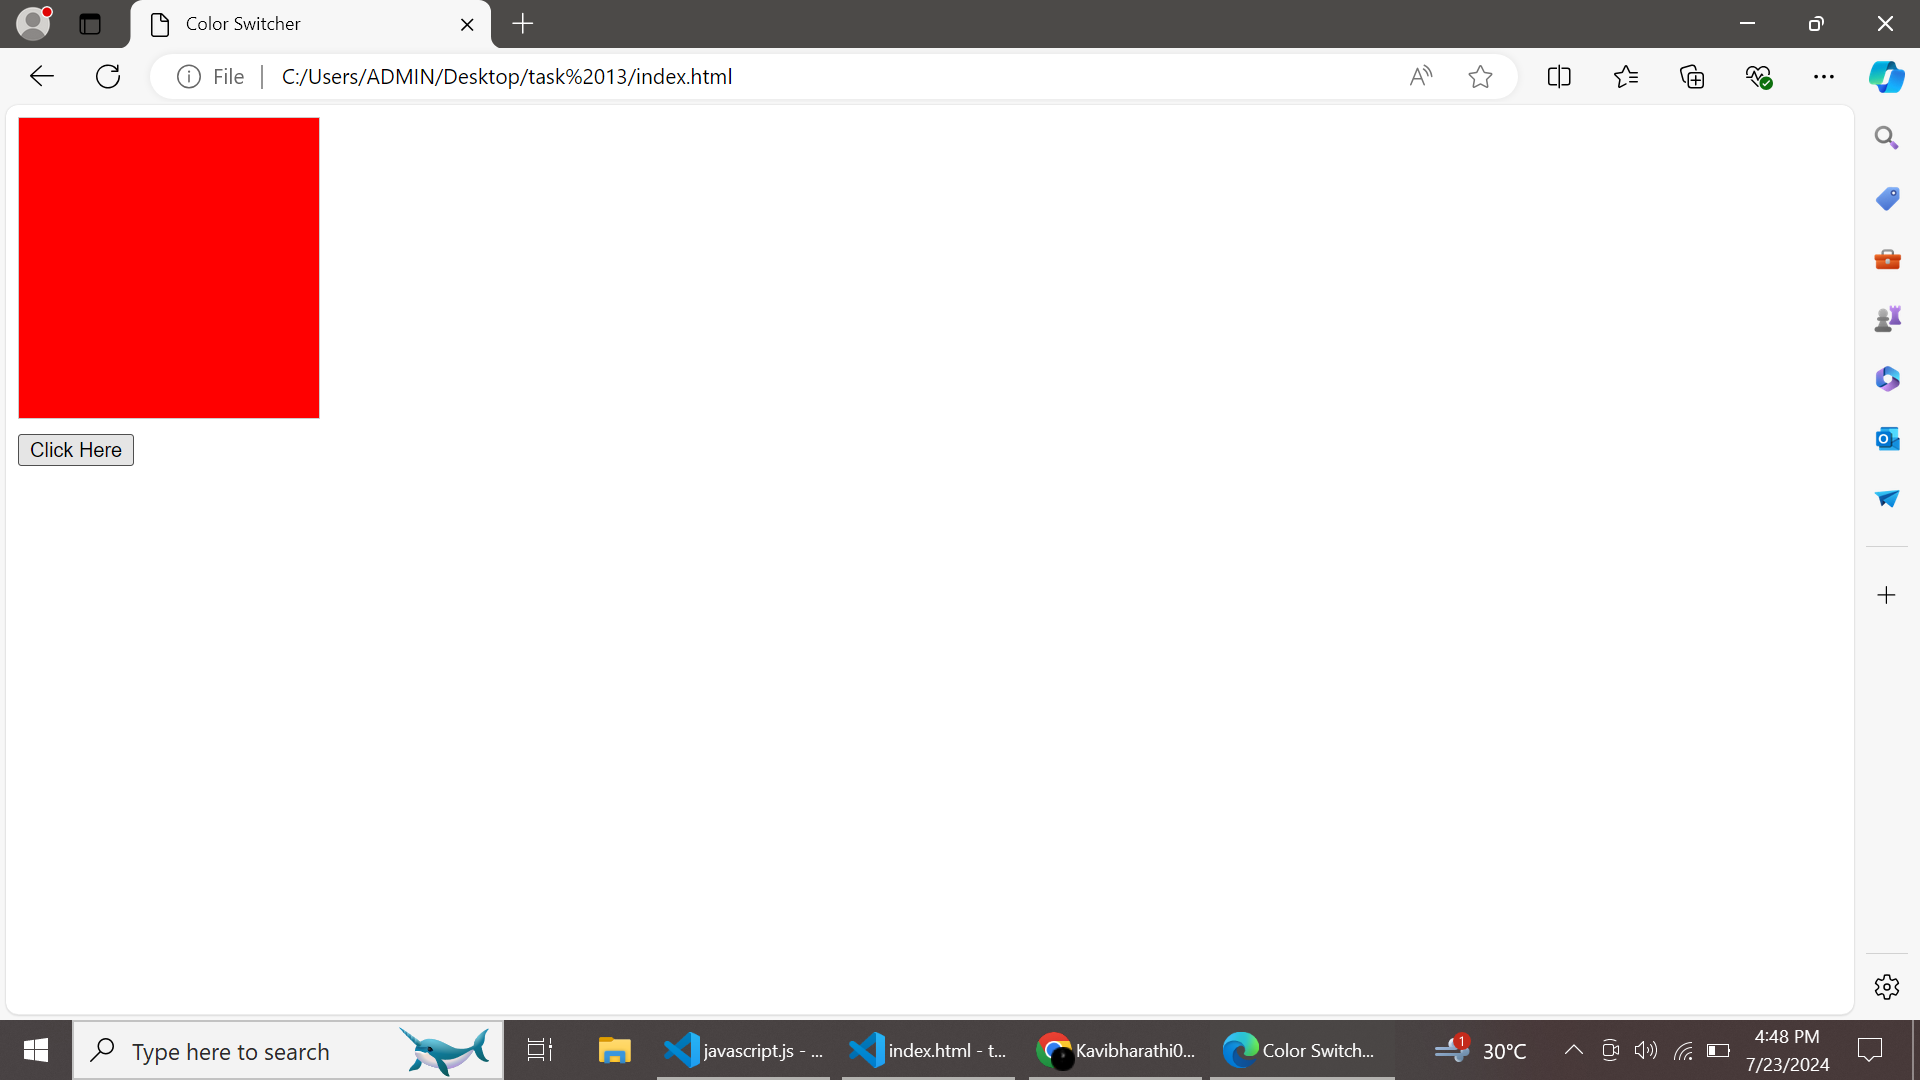 Color Switcher
File
C:/Users/ADMIN/Desktop/task%2013/index.html
Click Here
Type here to search
javascript.js - ...
index.html - t...
Kavibharathi0...
Color Switch...
1
30°C
4:48 PM
7/23/2024